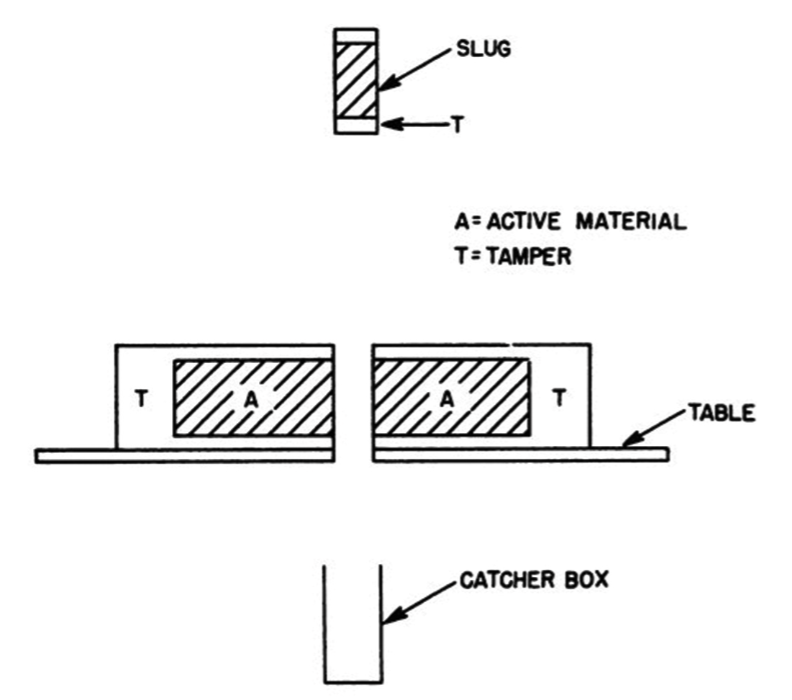 SLUG
T
A= ACTIVE MATERIAL
T= TAMPER
T A A T
TABLE
CATCHER BOX